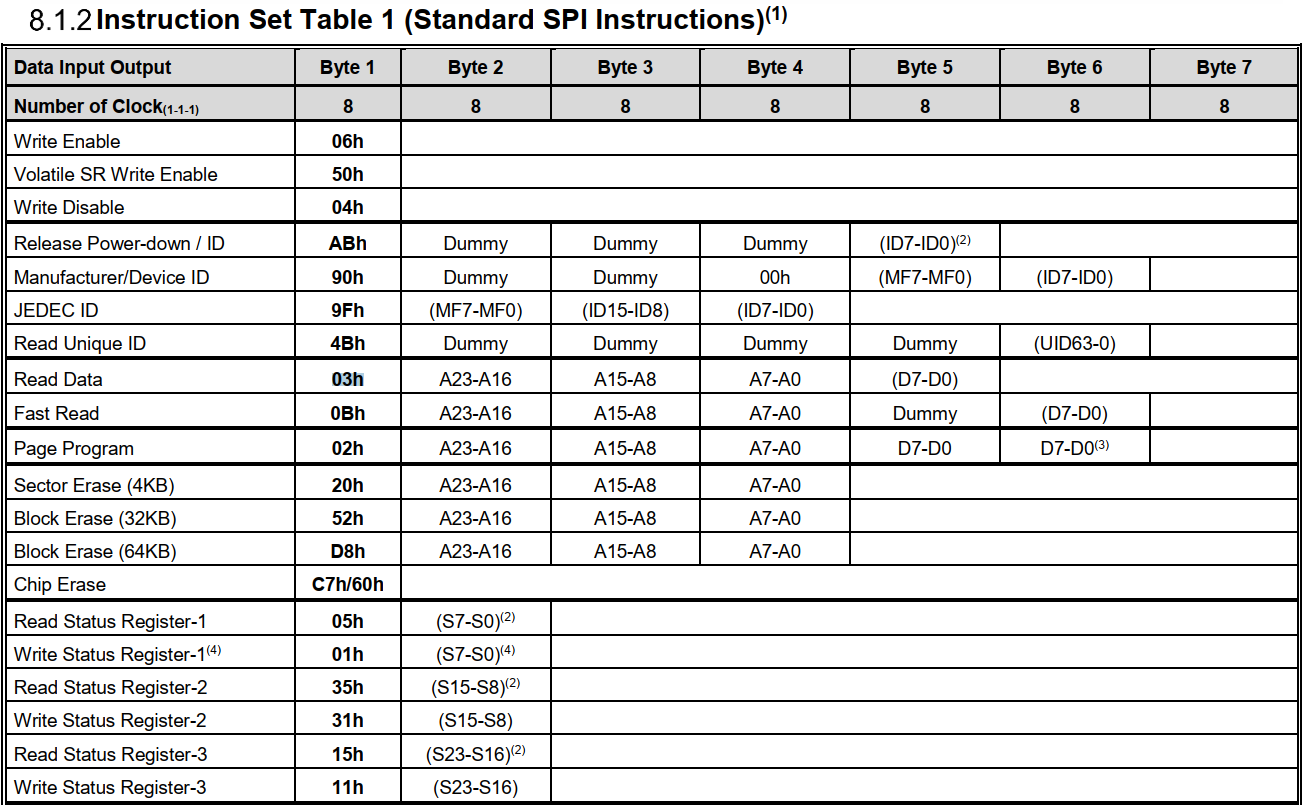 8.1.2 Instruction Set Table 1 (Standard SPI Instructions)(1)
Data Input Output Byte 1 Byte 2 Byte 3 Byte 4 Byte 5 Byte 6 Byte 7
Number of Clock(1-1-1) 8 8 8 8 8 8 8
Write Enable 06h
Volatile SR Write Enable 50h
Write Disable 04h
Release Power-down / ID ABh Dummy Dummy Dummy (ID7-ID0)(2)
Manufacturer/Device ID 90h Dummy Dummy 00h (MF7-MF0) (ID7-ID0)
JEDEC ID 9Fh (MF7-MF0) (ID15-ID8) (ID7-ID0)
Read Unique ID 4Bh Dummy Dummy Dummy Dummy (UID63-0)
Read Data 03h A23-A16 A15-A8 A7-A0 (D7-D0)
Fast Read 0Bh A23-A16 A15-A8 A7-A0 Dummy (D7-D0)
Page Program 02h A23-A16 A15-A8 A7-A0 D7-D0 D7-D0(3)
Sector Erase (4KB) 20h A23-A16 A15-A8 A7-A0
Block Erase (32KB) 52h A23-A16 A15-A8 A7-A0
Block Erase (64KB) D8h A23-A16 A15-A8 A7-A0
Chip Erase C7h/60h
Read Status Register-1 05h (S7-S0)(2)
Write Status Register-1(4) 01h (S7-S0)(4)
Read Status Register-2 35h (S15-S8)(2)
Write Status Register-2 31h (S15-S8)
Read Status Register-3 15h (S23-S16)(2)
Write Status Register-3 11h (S23-S16)